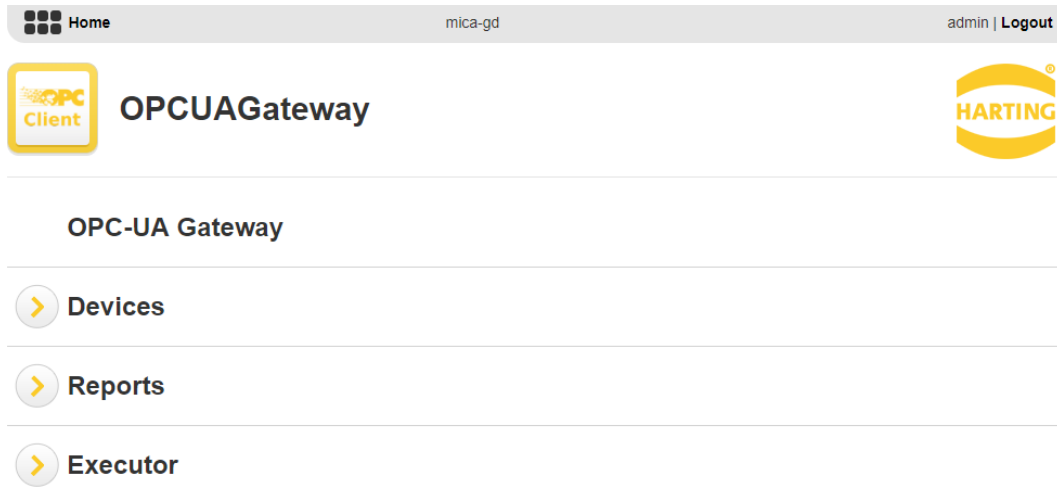 Home mica-gd admin | Logout
OPC
Client
OPCUAGateway
HARTING
OPC-UA Gateway
Devices
Reports
Executor